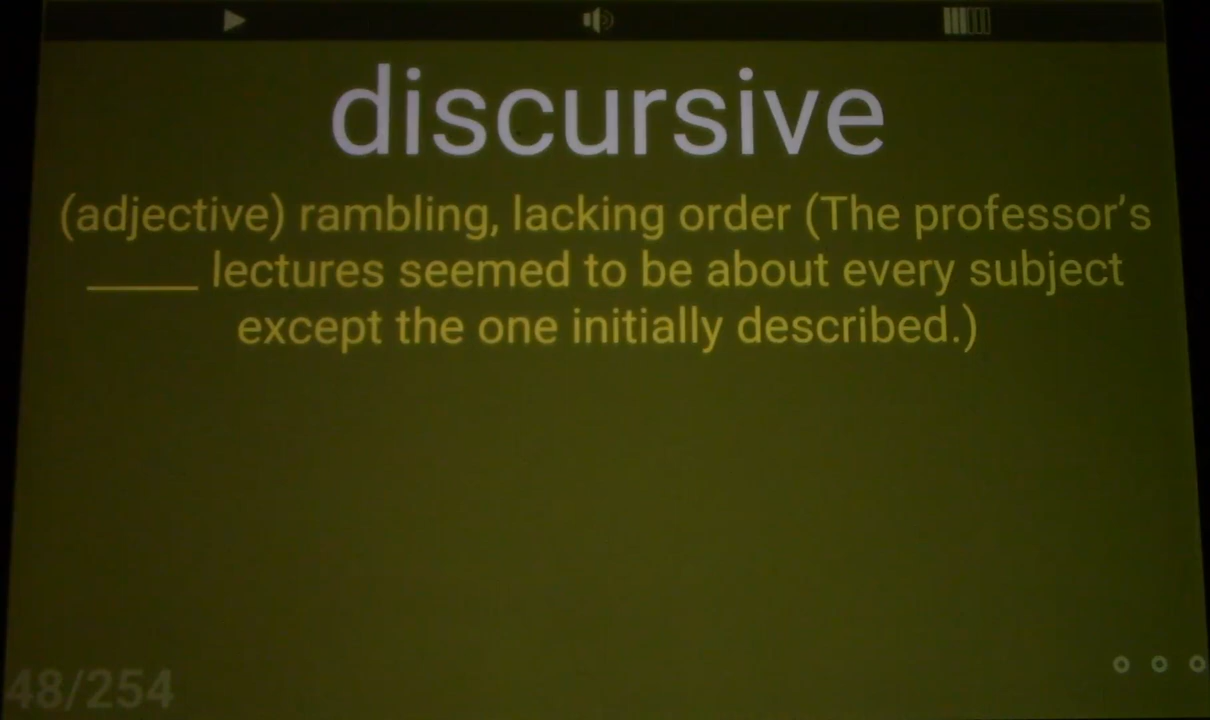 discursive
(adjective) rambling, lacking order (The professor’s
_____ lectures seemed to be about every subject
except the one initially described.)
48/254